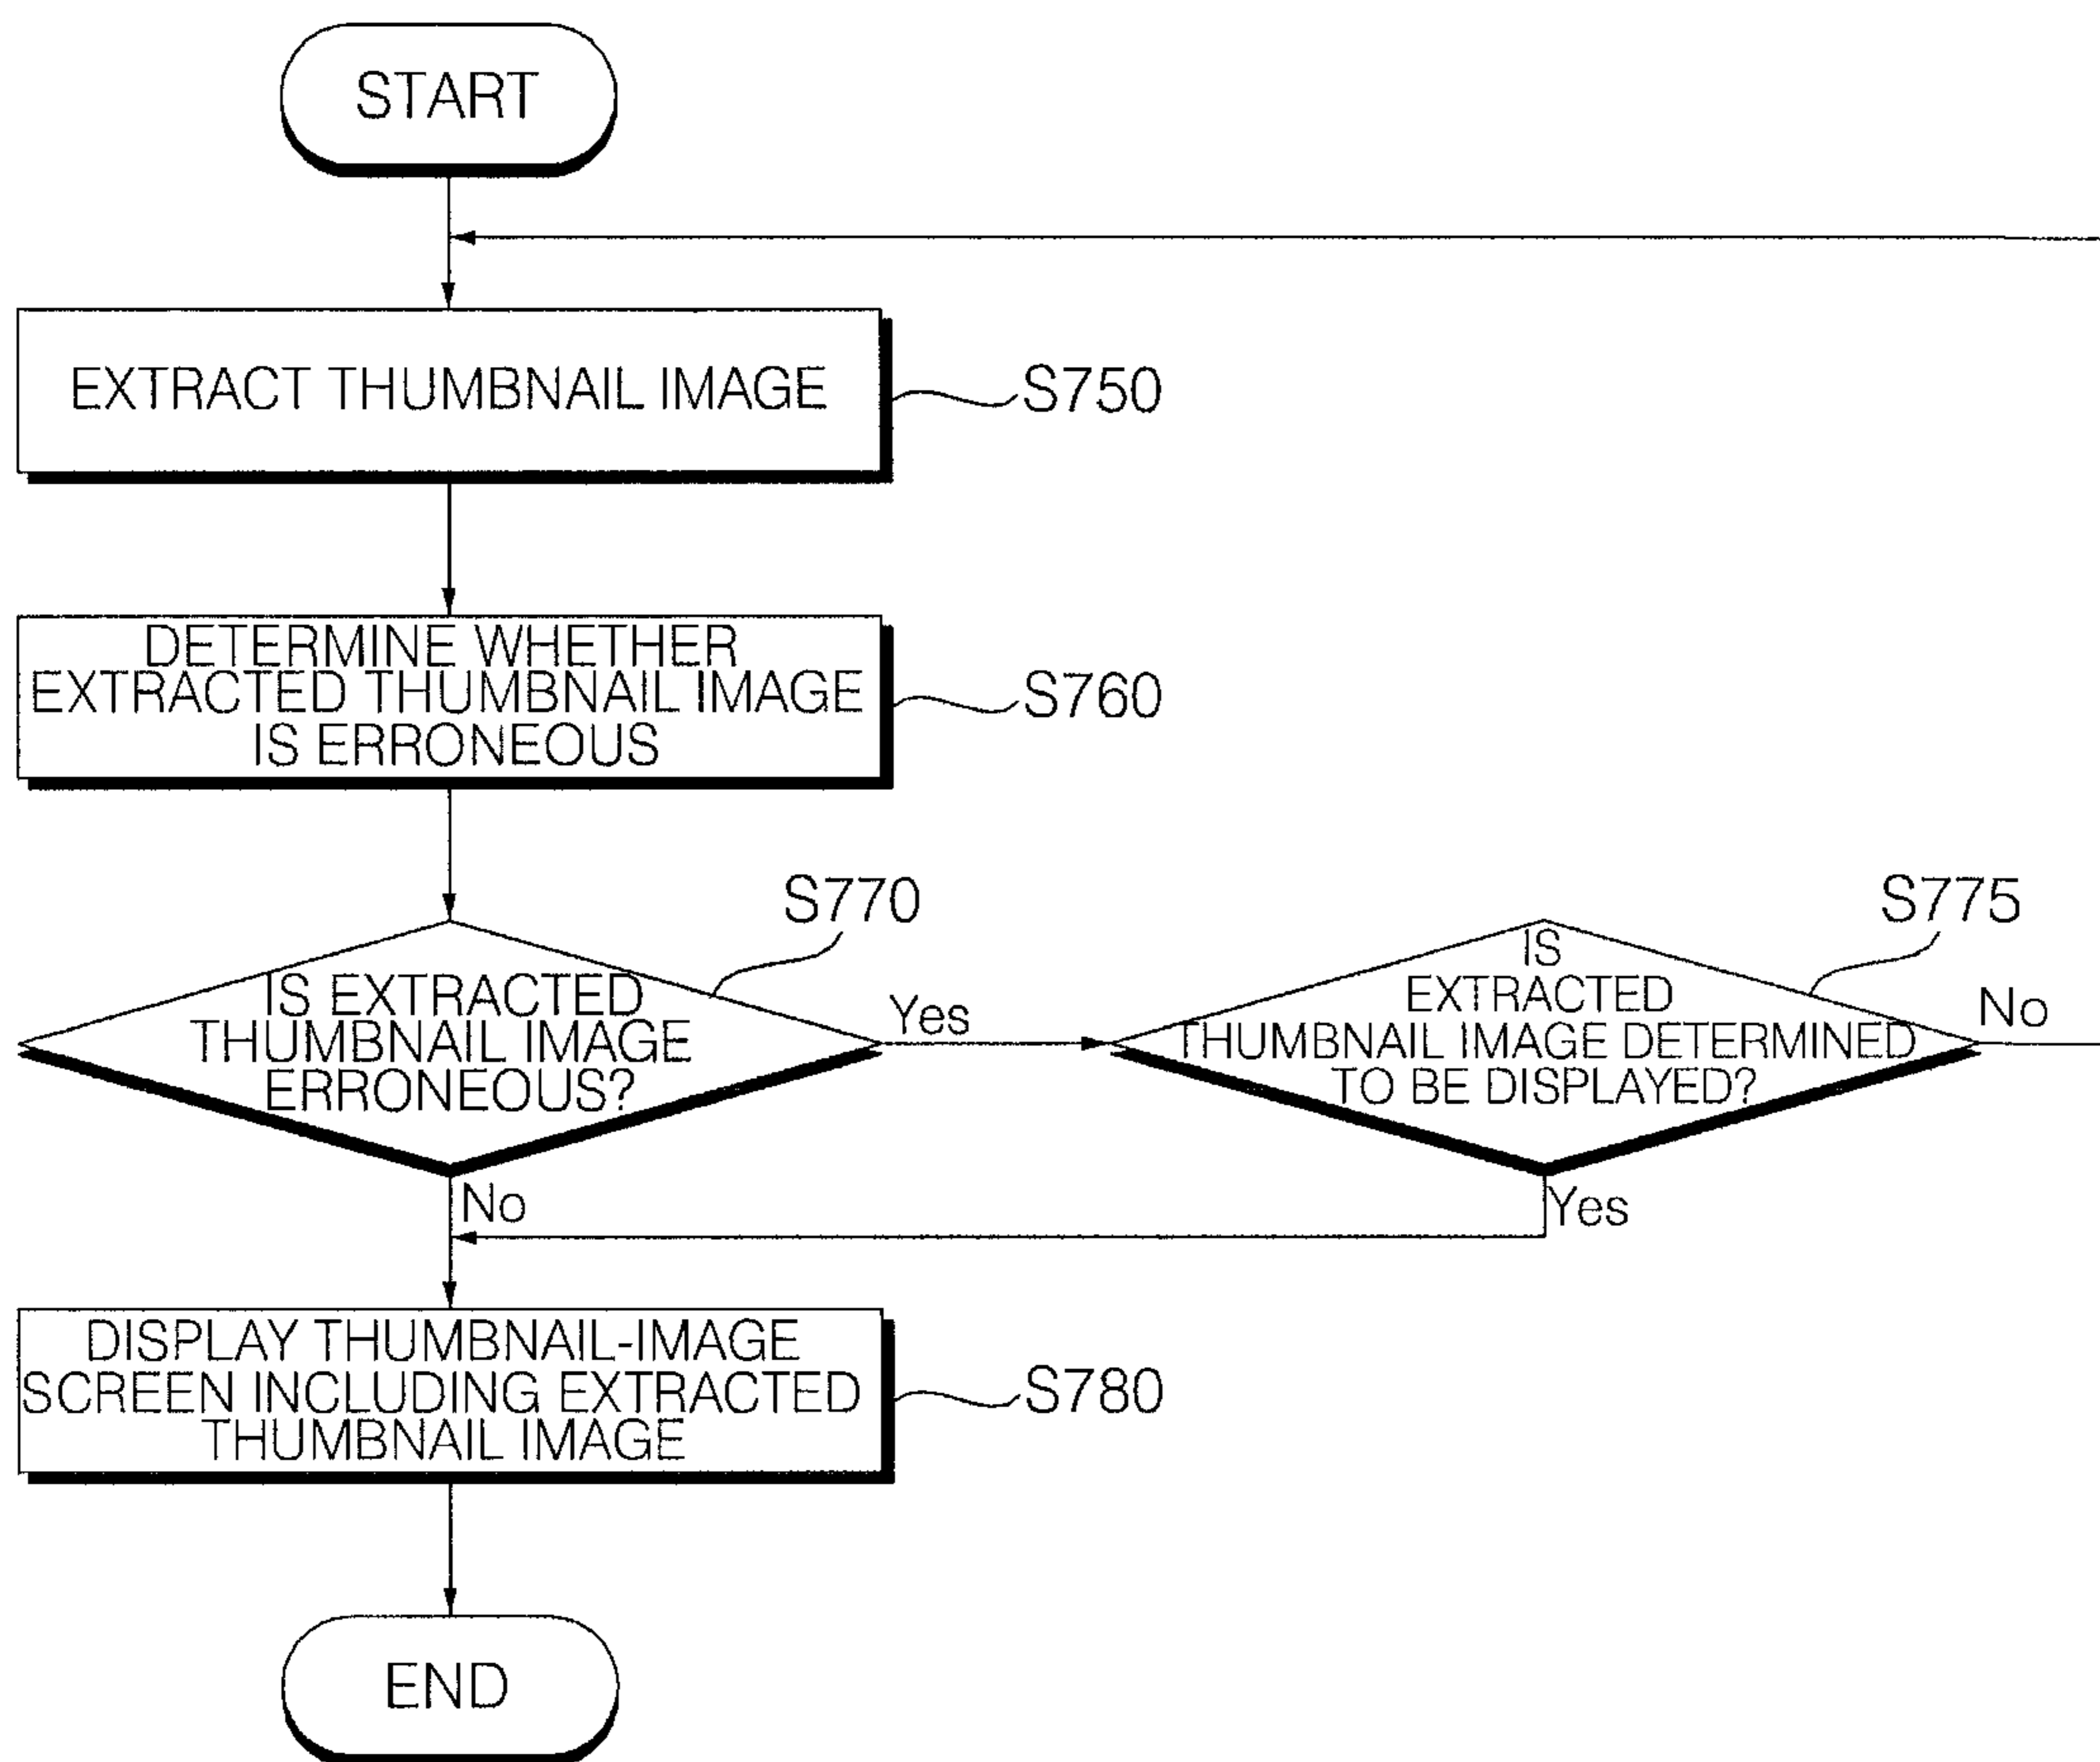 START
EXTRACT THUMBNAIL IMAGE
S750
DETERMINE WHETHER
EXTRACTED THUMBNAIL IMAGE
IS ERRONEOUS
S760
S770
IS EXTRACTED
THUMBNAIL IMAGE
ERRONEOUS?
Yes
No
S775
IS
EXTRACTED
THUMBNAIL IMAGE DETERMINED
TO BE DISPLAYED?
No
Yes
DISPLAY THUMBNAIL-IMAGE
SCREEN INCLUDING EXTRACTED
THUMBNAIL IMAGE
S780
END